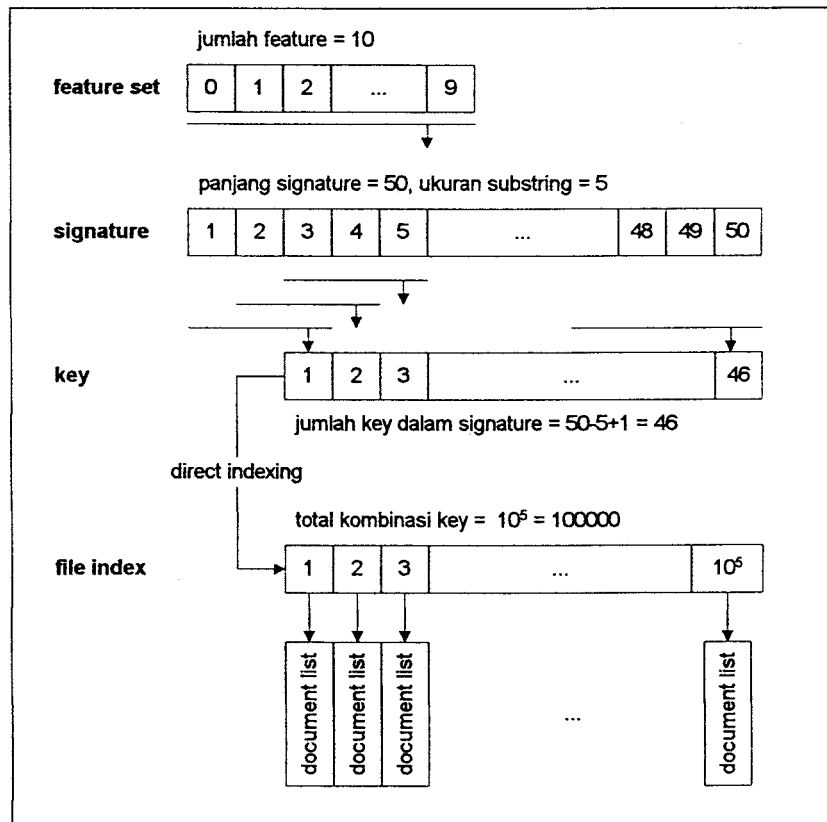 jumlah feature = 10
feature set
0 1 2 ... 9
panjang signature = 50, ukuran substring = 5
signature
1 2 3 4 5 ... 48 49 50
key
1 2 3 ... 46
jumlah key dalam signature = 50-5+1 = 46
direct indexing
total kombinasi key = 10⁵ = 100000
file index
1 2 3 ... 10⁵
document list
document list
document list
...
document list